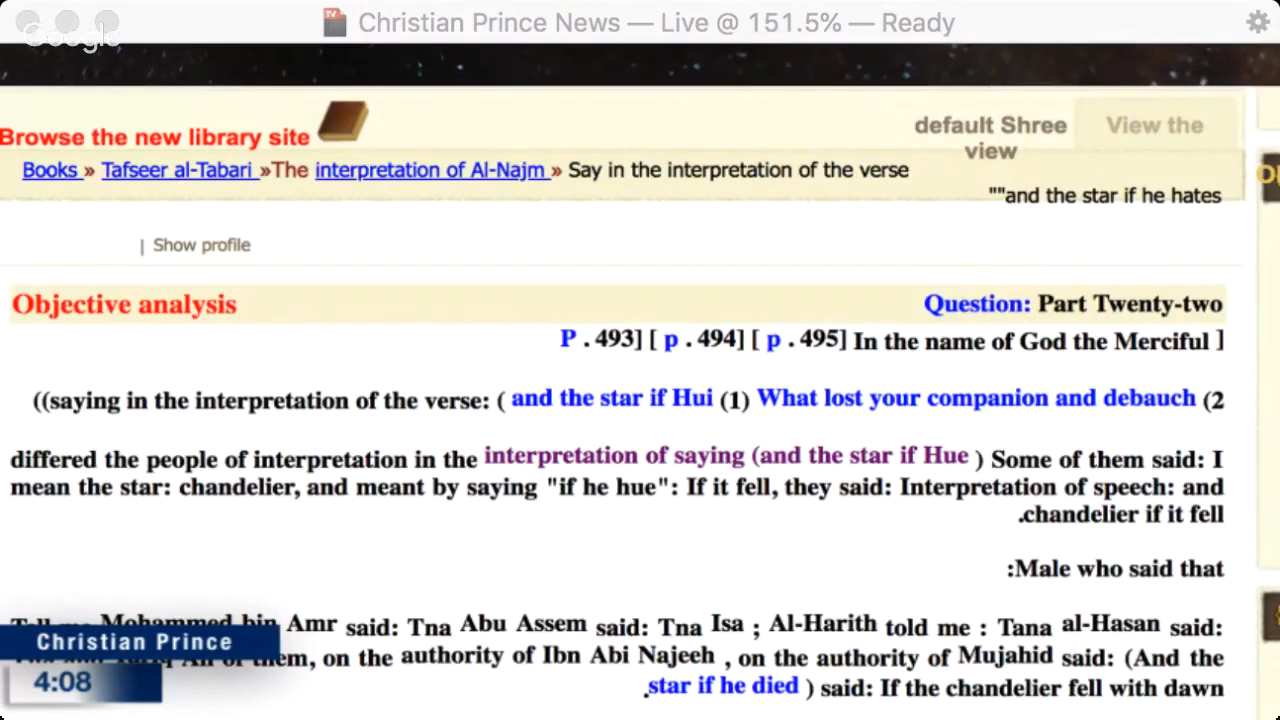 Christian Prince News — Live @ 151.5% — Ready
Google
Browse the new library site
default Shree view
View the
Books » Tafseer al-Tabari »The interpretation of Al-Najm » Say in the interpretation of the verse
""and the star if he hates
| Show profile
Objective analysis
Question: Part Twenty-two
P . 493] [ p . 494] [ p . 495] In the name of God the Merciful ]
((saying in the interpretation of the verse: ( and the star if Hui (1) What lost your companion and debauch (2
differed the people of interpretation in the interpretation of saying (and the star if Hue ) Some of them said: I
mean the star: chandelier, and meant by saying "if he hue": If it fell, they said: Interpretation of speech: and
.chandelier if it fell
:Male who said that
Mohammed bin Amr said: Tna Abu Assem said: Tna Isa ; Al-Harith told me : Tana al-Hasan said:
of them, on the authority of Ibn Abi Najeeh , on the authority of Mujahid said: (And the
.star if he died ) said: If the chandelier fell with dawn
Christian Prince
4:08